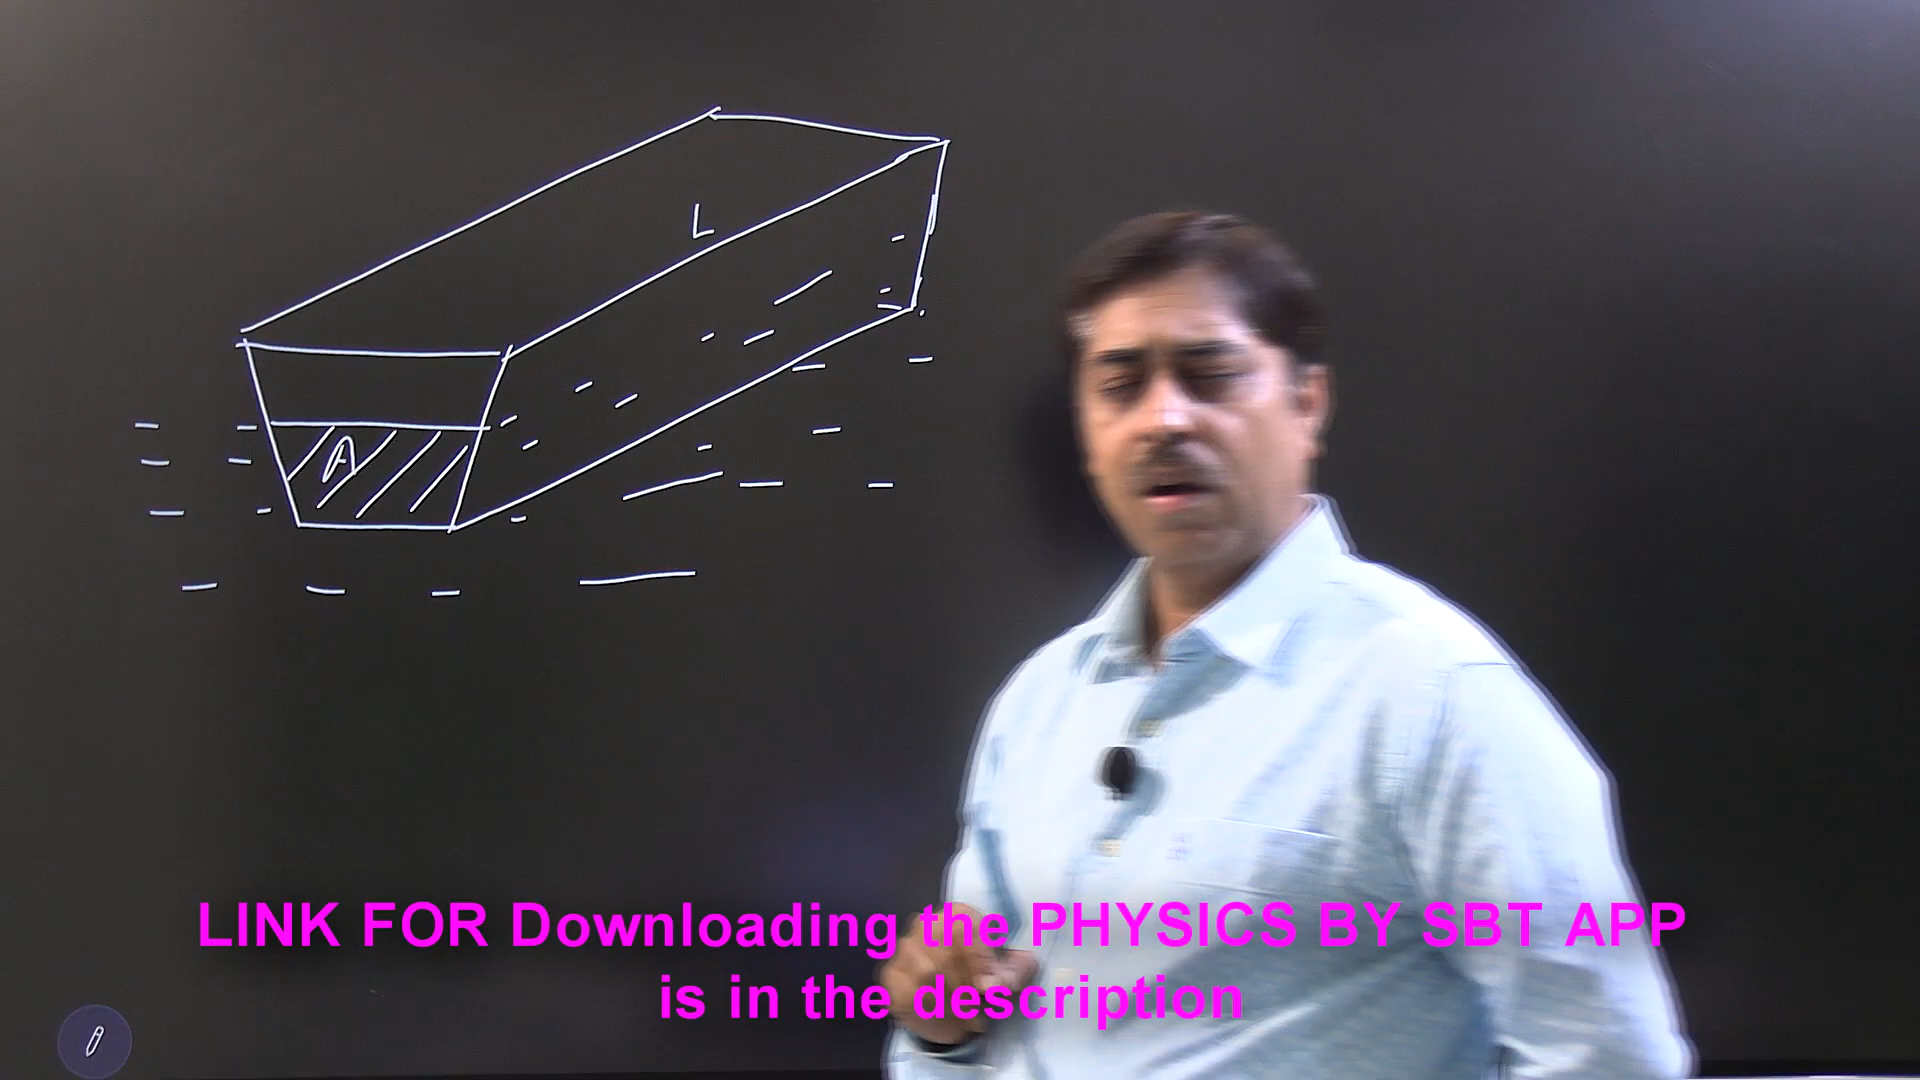 L
A
LINK FOR Downloading the PHYSICS BY SBT APP
is in the description